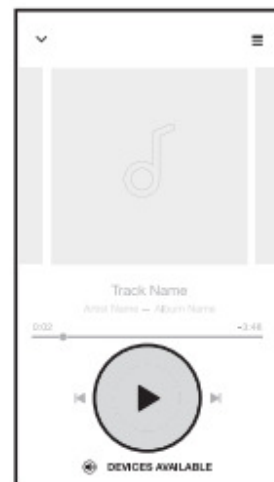 Track Name
Artist Name — Album Name
0:02 -3:48
DEVICES AVAILABLE